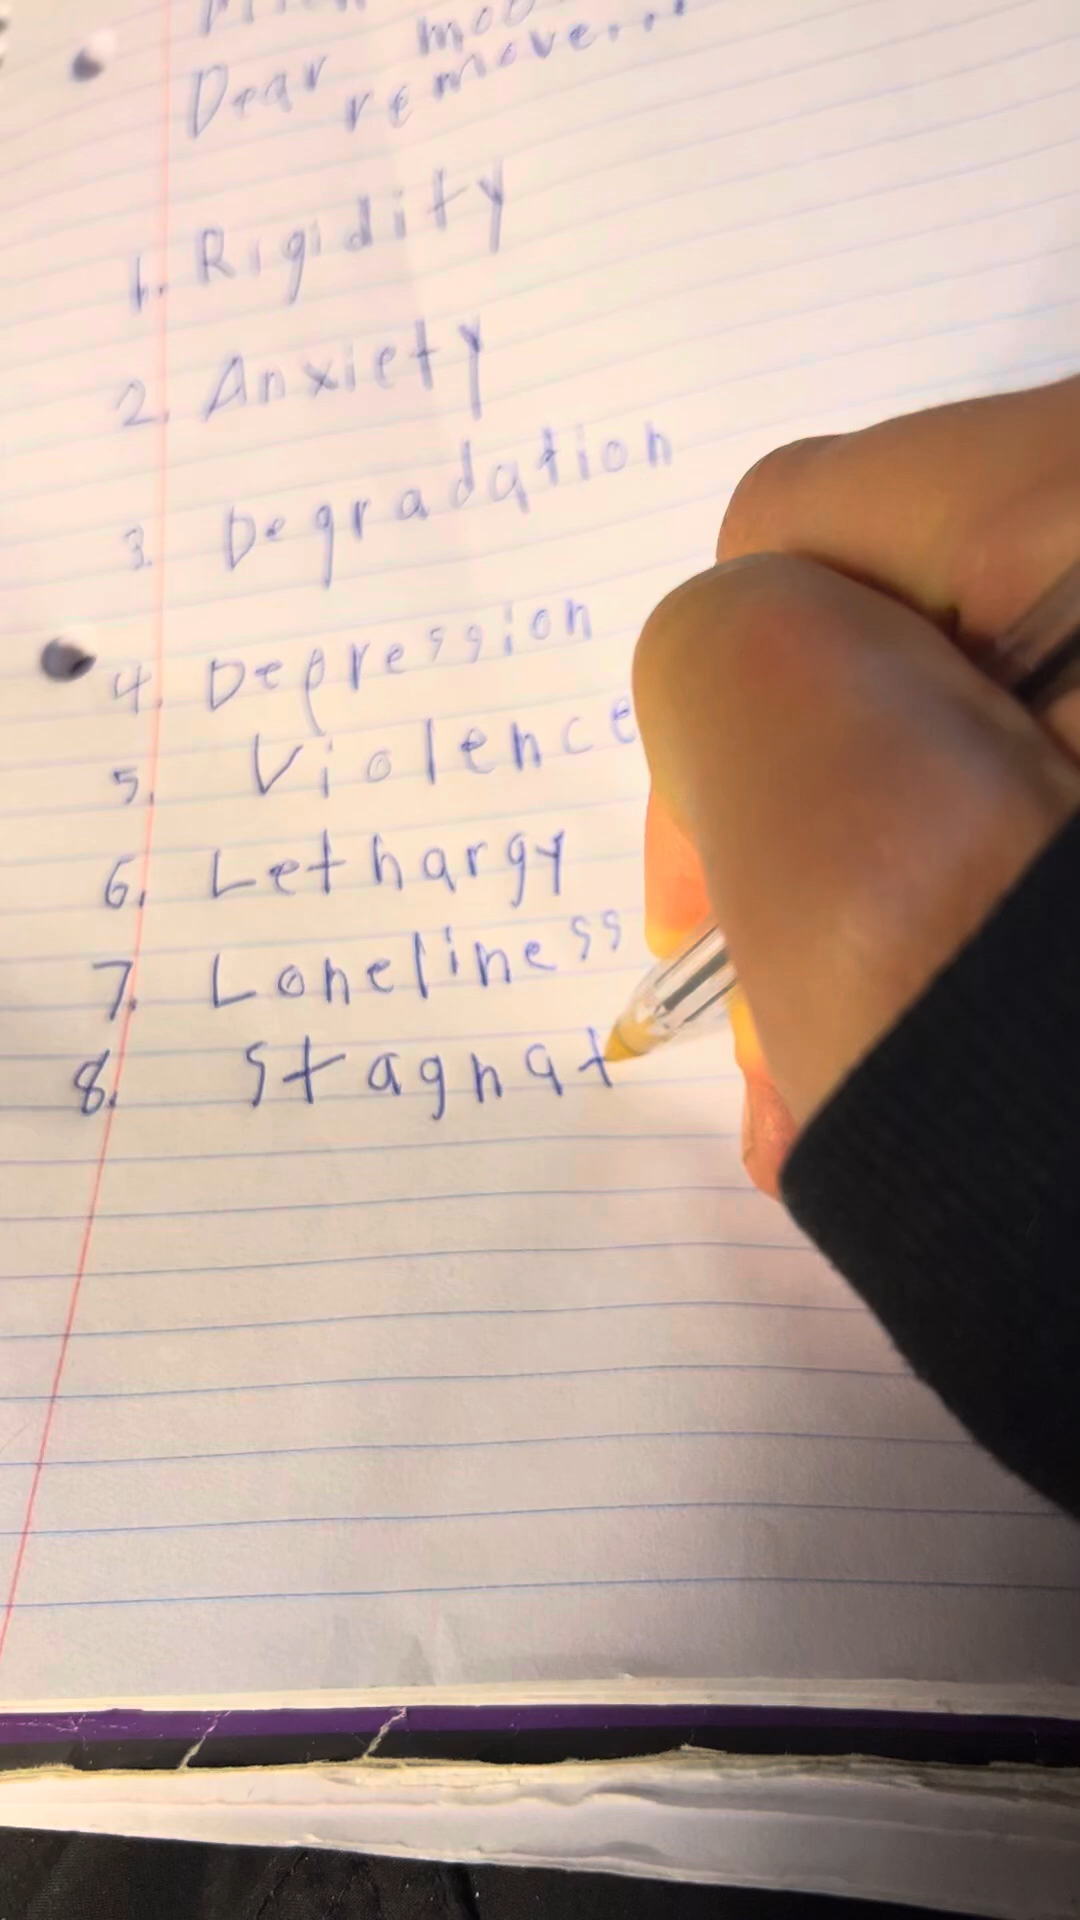 Dear
remove...
1. Rigidity
2. Anxiety
3. Degradation
4. Depression
5. Violence
6. Lethargy
7. Loneliness
8. Stagnat